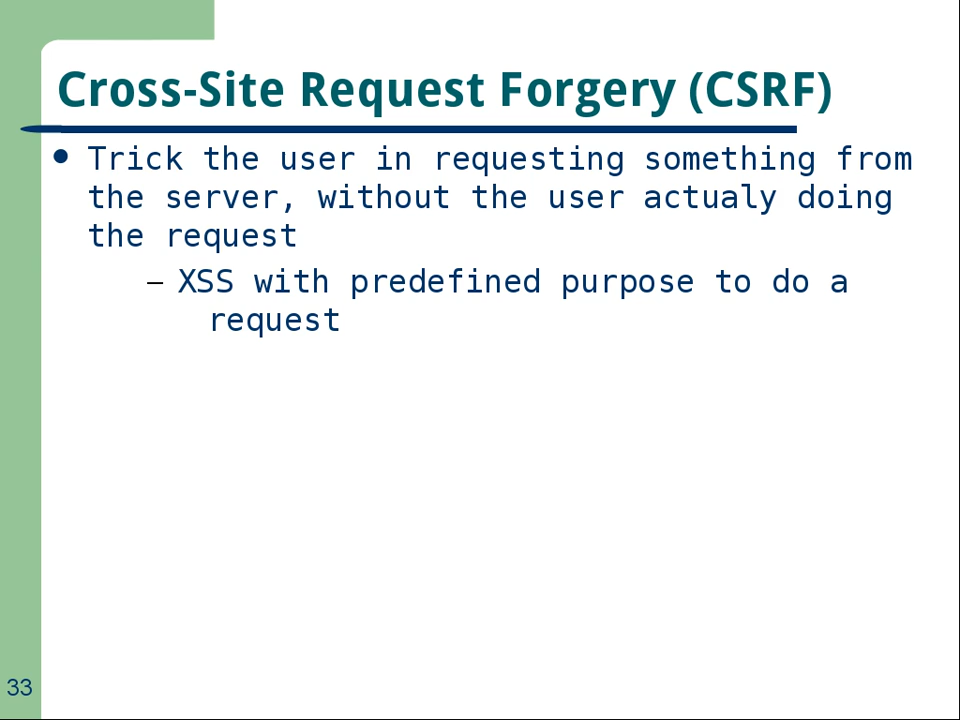 Cross-Site Request Forgery (CSRF)
● Trick the user in requesting something from
the server, without the user actualy doing
the request
– XSS with predefined purpose to do a
request
33